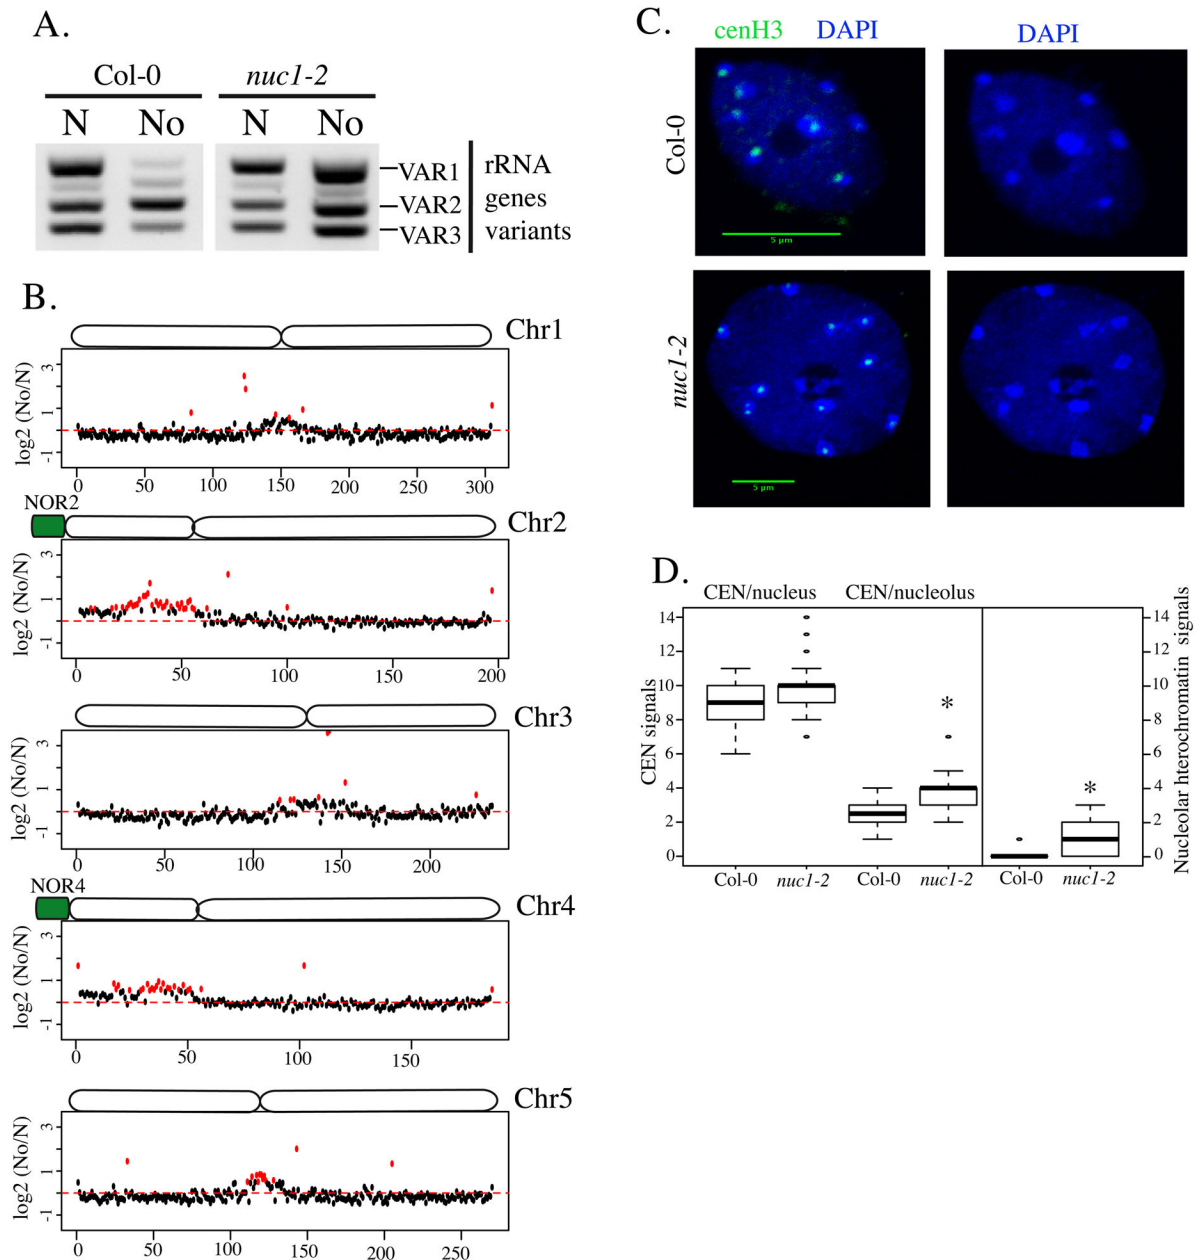 A.
Col-0 nuc1-2
N No N No
VAR1
VAR2
VAR3
rRNA
genes
variants
B.
Chr1
log2 (No/N)
3
1
-1
0 50 100 150 200 250 300
NOR2
Chr2
log2 (No/N)
3
1
-1
0 50 100 150 200
Chr3
log2 (No/N)
3
1
-1
0 50 100 150 200
NOR4
Chr4
log2 (No/N)
3
1
-1
0 50 100 150
Chr5
log2 (No/N)
3
1
-1
0 50 100 150 200 250
C.
cenH3 DAPI DAPI
Col-0
5 µm
nuc1-2
5 µm
D.
CEN/nucleus CEN/nucleolus
CEN signals
14
12
10
8
6
4
2
0
14
12
10
8
6
4
2
0
Nucleolar hterochromatin signals
* *
Col-0 nuc1-2 Col-0 nuc1-2 Col-0 nuc1-2